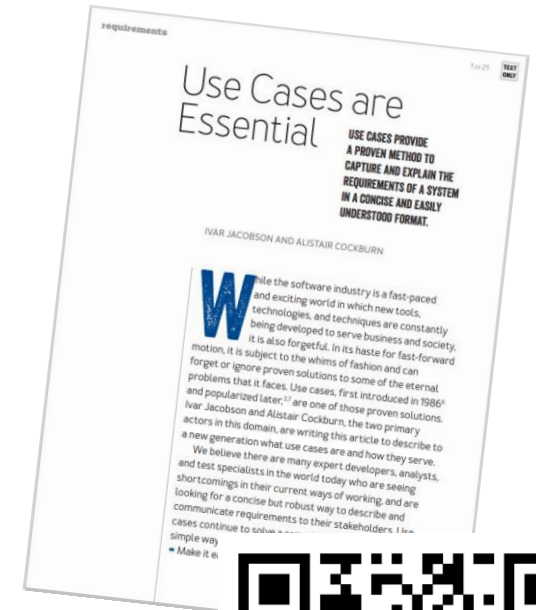 requirements
1 of 21
TEXT
ONLY
Use Cases are
Essential
USE CASES PROVIDE
A PROVEN METHOD TO
CAPTURE AND EXPLAIN THE
REQUIREMENTS OF A SYSTEM
IN A CONCISE AND EASILY
UNDERSTOOD FORMAT.
IVAR JACOBSON AND ALISTAIR COCKBURN
While the software industry is a fast-paced
and exciting world in which new tools,
technologies, and techniques are constantly
being developed to serve business and society,
it is also forgetful. In its haste for fast-forward
motion, it is subject to the whims of fashion and can
forget or ignore proven solutions to some of the eternal
problems that it faces. Use cases, first introduced in 1986
and popularized later, are one of those proven solutions.
Ivar Jacobson and Alistair Cockburn, the two primary
actors in this domain, are writing this article to describe to
a new generation what use cases are and how they serve.
We believe there are many expert developers, analysts,
and test specialists in the world today who are seeing
shortcomings in their current ways of working, and are
looking for a concise but robust way to describe and
communicate requirements to their stakeholders. Use
cases continue to solve a
simple way
• Make it